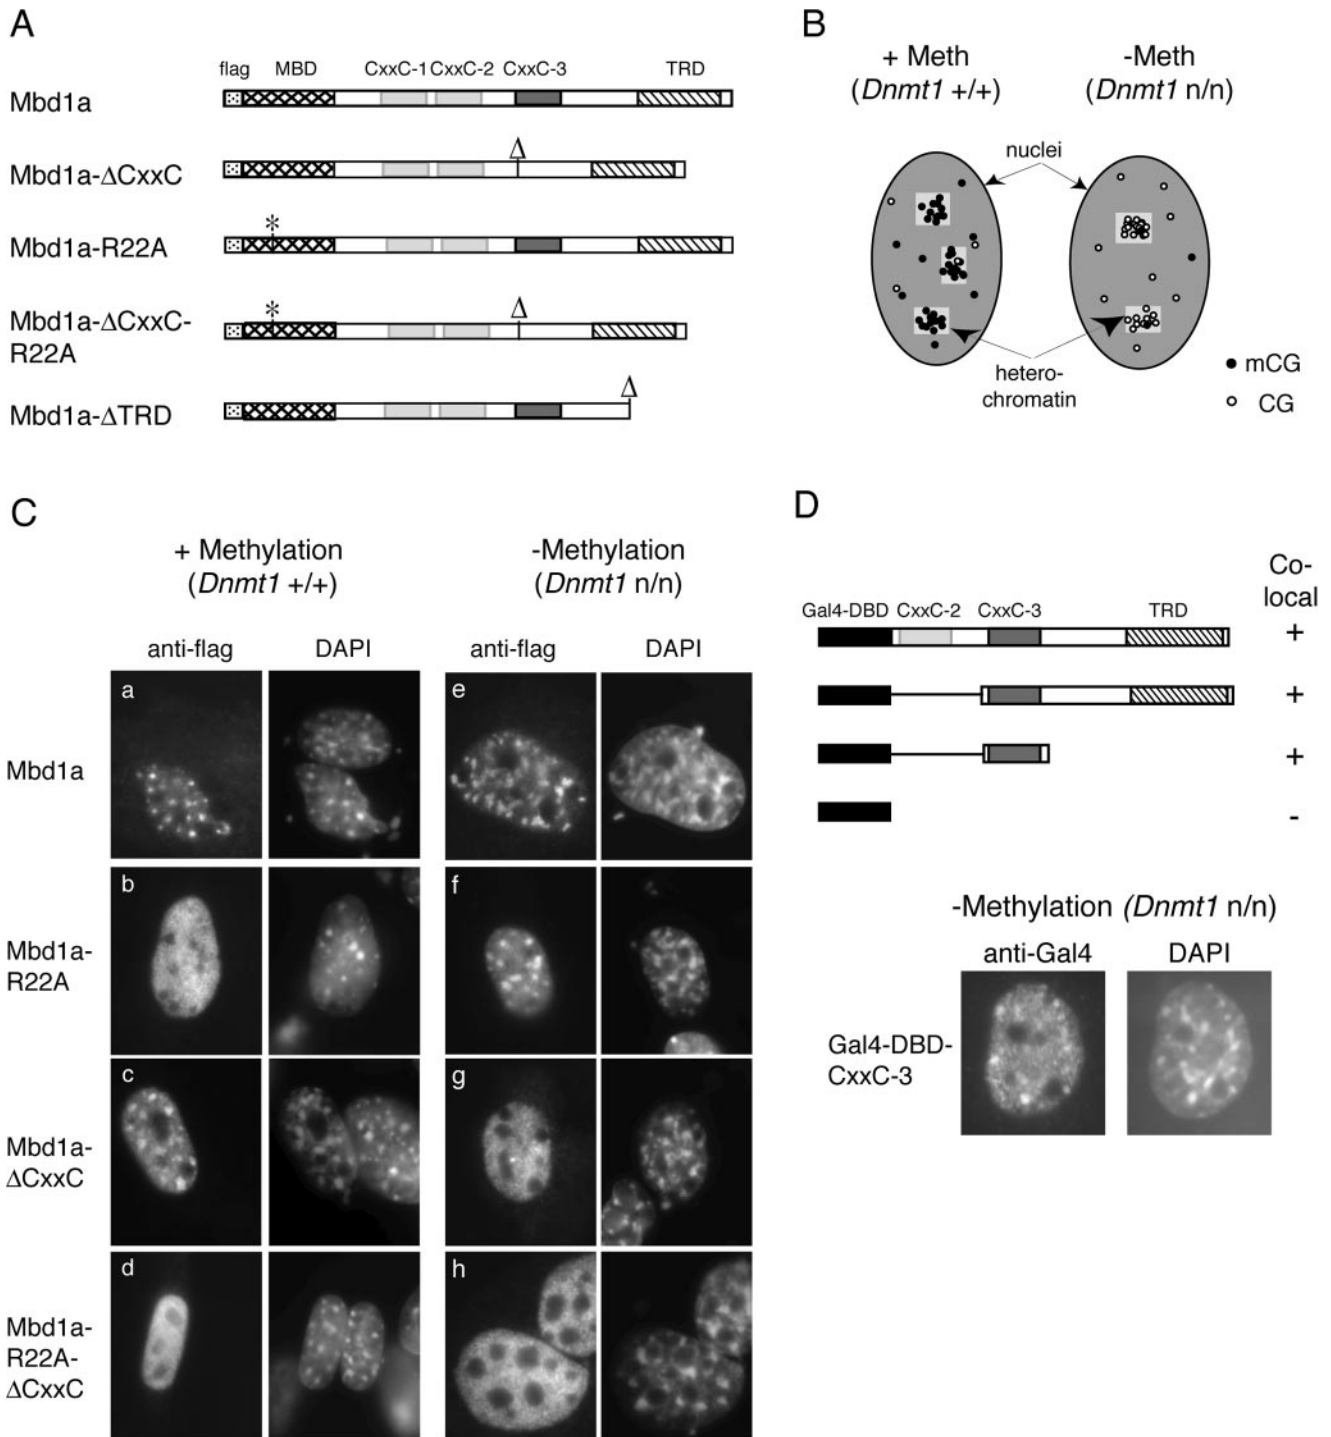 A
flag MBD CxxC-1 CxxC-2 CxxC-3 TRD
Mbd1a
Δ
Mbd1a-ΔCxxC
*
Mbd1a-R22A
* Δ
Mbd1a-ΔCxxC-
R22A
Δ
Mbd1a-ΔTRD
B
+ Meth
(Dnmt1 +/+)
-Meth
(Dnmt1 n/n)
nuclei
hetero-
chromatin
mCG
CG
C
+ Methylation
(Dnmt1 +/+)
-Methylation
(Dnmt1 n/n)
anti-flag DAPI anti-flag DAPI
a e
Mbd1a
b f
Mbd1a-
R22A
c g
Mbd1a-
ΔCxxC
d h
Mbd1a-
R22A-
ΔCxxC
D
Co-
local
Gal4-DBD CxxC-2 CxxC-3 TRD
+
+
+
-
-Methylation (Dnmt1 n/n)
anti-Gal4 DAPI
Gal4-DBD-
CxxC-3